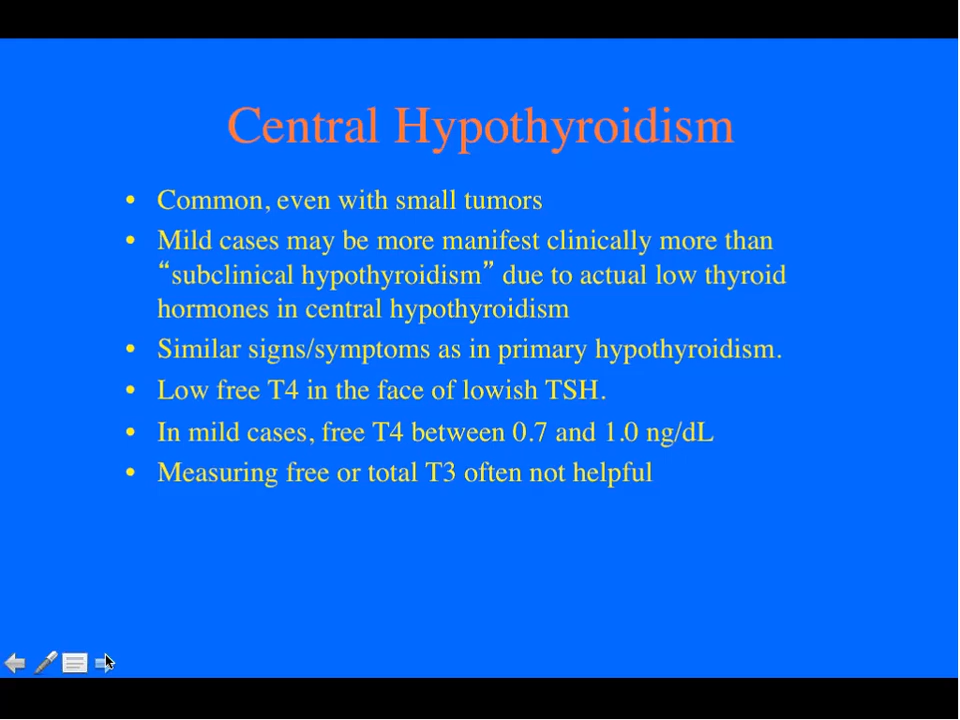 Central Hypothyroidism
• Common, even with small tumors
• Mild cases may be more manifest clinically more than
“subclinical hypothyroidism” due to actual low thyroid
hormones in central hypothyroidism
• Similar signs/symptoms as in primary hypothyroidism.
• Low free T4 in the face of lowish TSH.
• In mild cases, free T4 between 0.7 and 1.0 ng/dL
• Measuring free or total T3 often not helpful